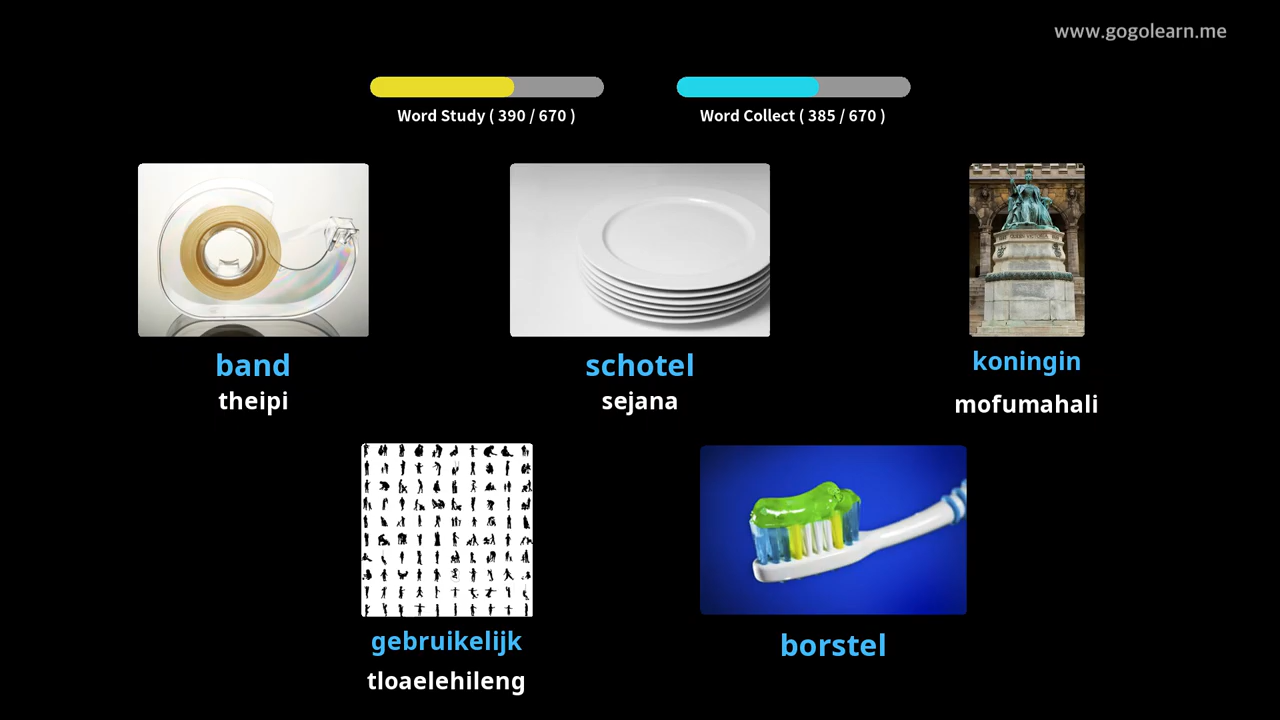 www.gogolearn.me
Word Study ( 390 / 670 )
Word Collect ( 385 / 670 )
band
theipi
schotel
sejana
koningin
mofumahali
gebruikelijk
tloaelehileng
borstel